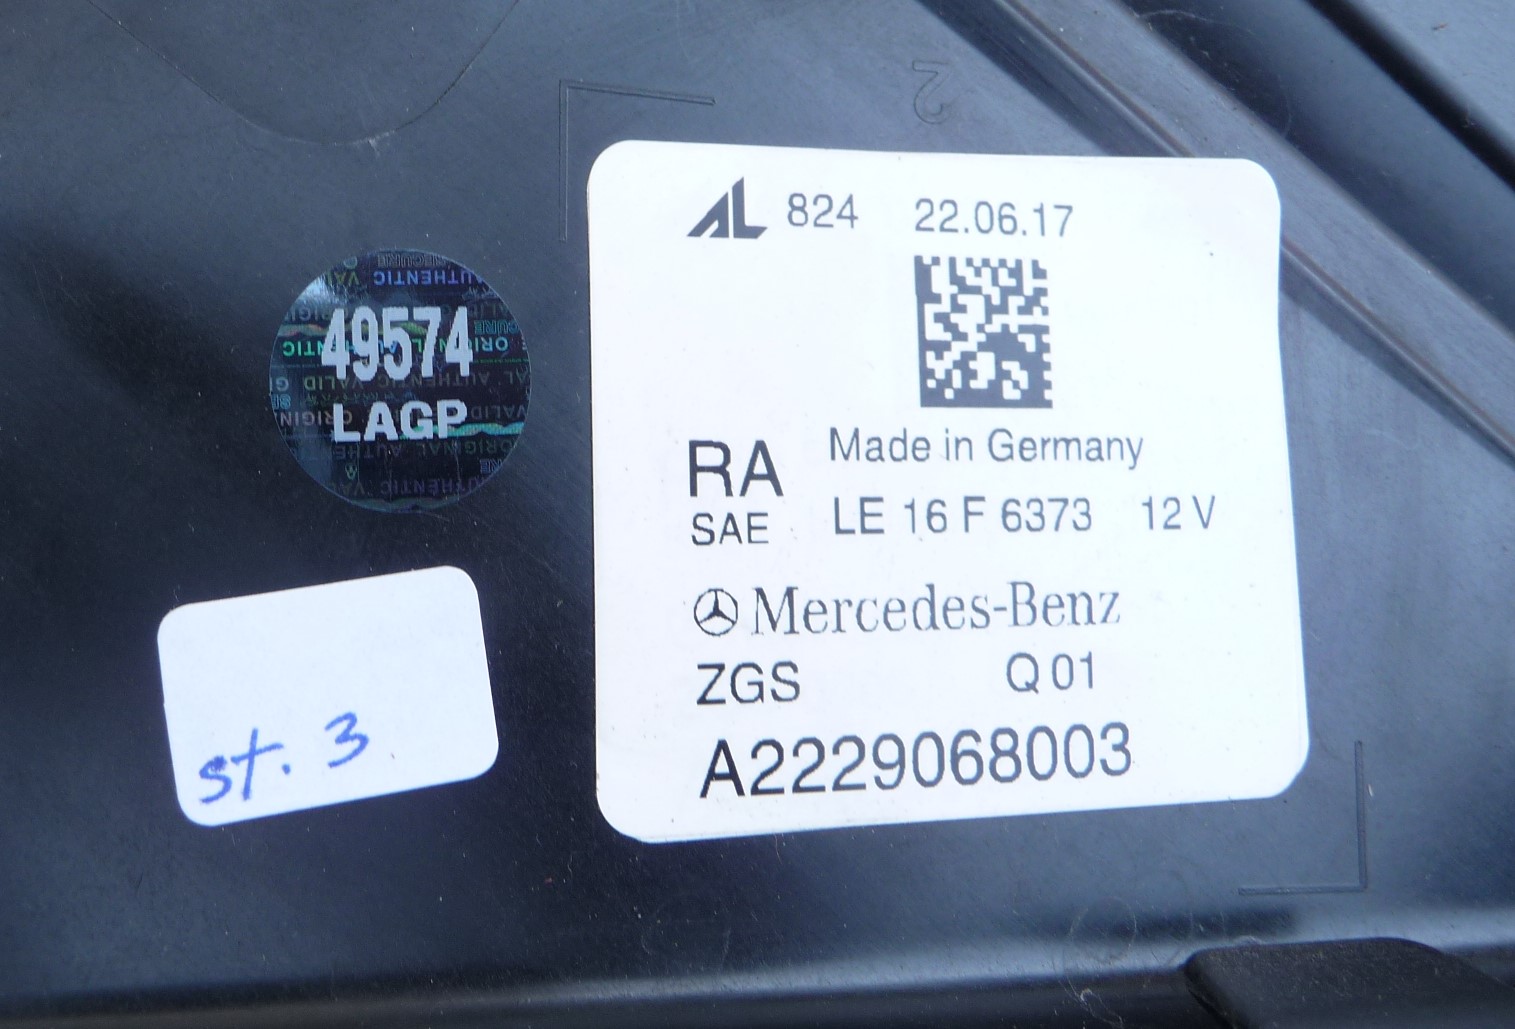 2
AL 824 22.06.17
49574
LAGP
RA Made in Germany
SAE LE 16 F 6373 12 V
Mercedes-Benz
ZGS Q 01
A2229068003
st. 3